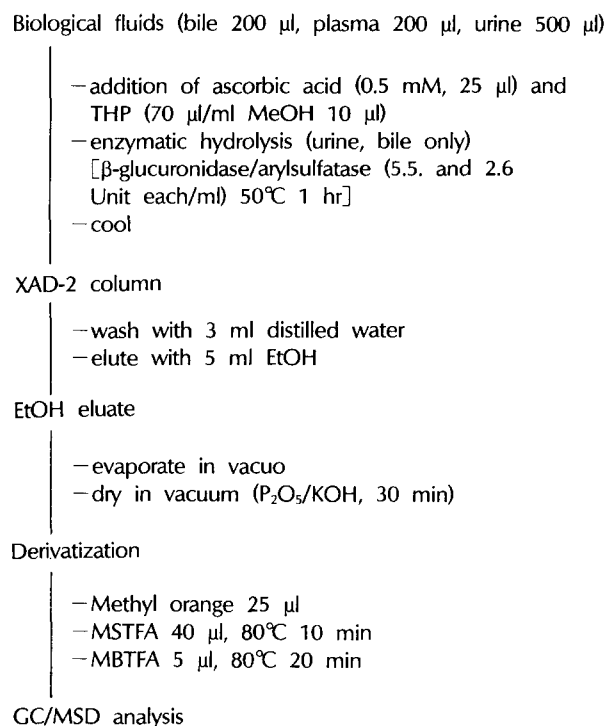 Biological fluids (bile 200 µl, plasma 200 µl, urine 500 µl)
−addition of ascorbic acid (0.5 mM, 25 µl) and
THP (70 µl/ml MeOH 10 µl)
−enzymatic hydrolysis (urine, bile only)
[β-glucuronidase/arylsulfatase (5.5. and 2.6
Unit each/ml) 50℃ 1 hr]
−cool
XAD-2 column
−wash with 3 ml distilled water
−elute with 5 ml EtOH
EtOH eluate
−evaporate in vacuo
−dry in vacuum (P₂O₅/KOH, 30 min)
Derivatization
−Methyl orange 25 µl
−MSTFA 40 µl, 80℃ 10 min
−MBTFA 5 µl, 80℃ 20 min
GC/MSD analysis